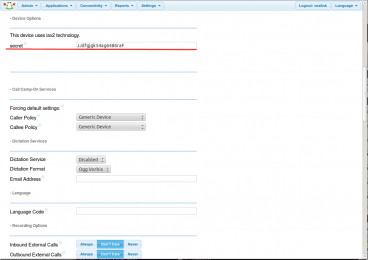 Admin Applications Connectivity Reports Settings Logout: Language
- Device Options
This device uses iax2 technology.
secret
- Call Camp-On Services
Forcing default settings:
Caller Policy Generic Device
Callee Policy Generic Device
- Dictation Services
Dictation Service Disabled
Dictation Format Ogg Vorbis
Email Address
- Language
Language Code
- Recording Options
Inbound External Calls Always Don't Care Never
Outbound External Calls Always Don't Care Never